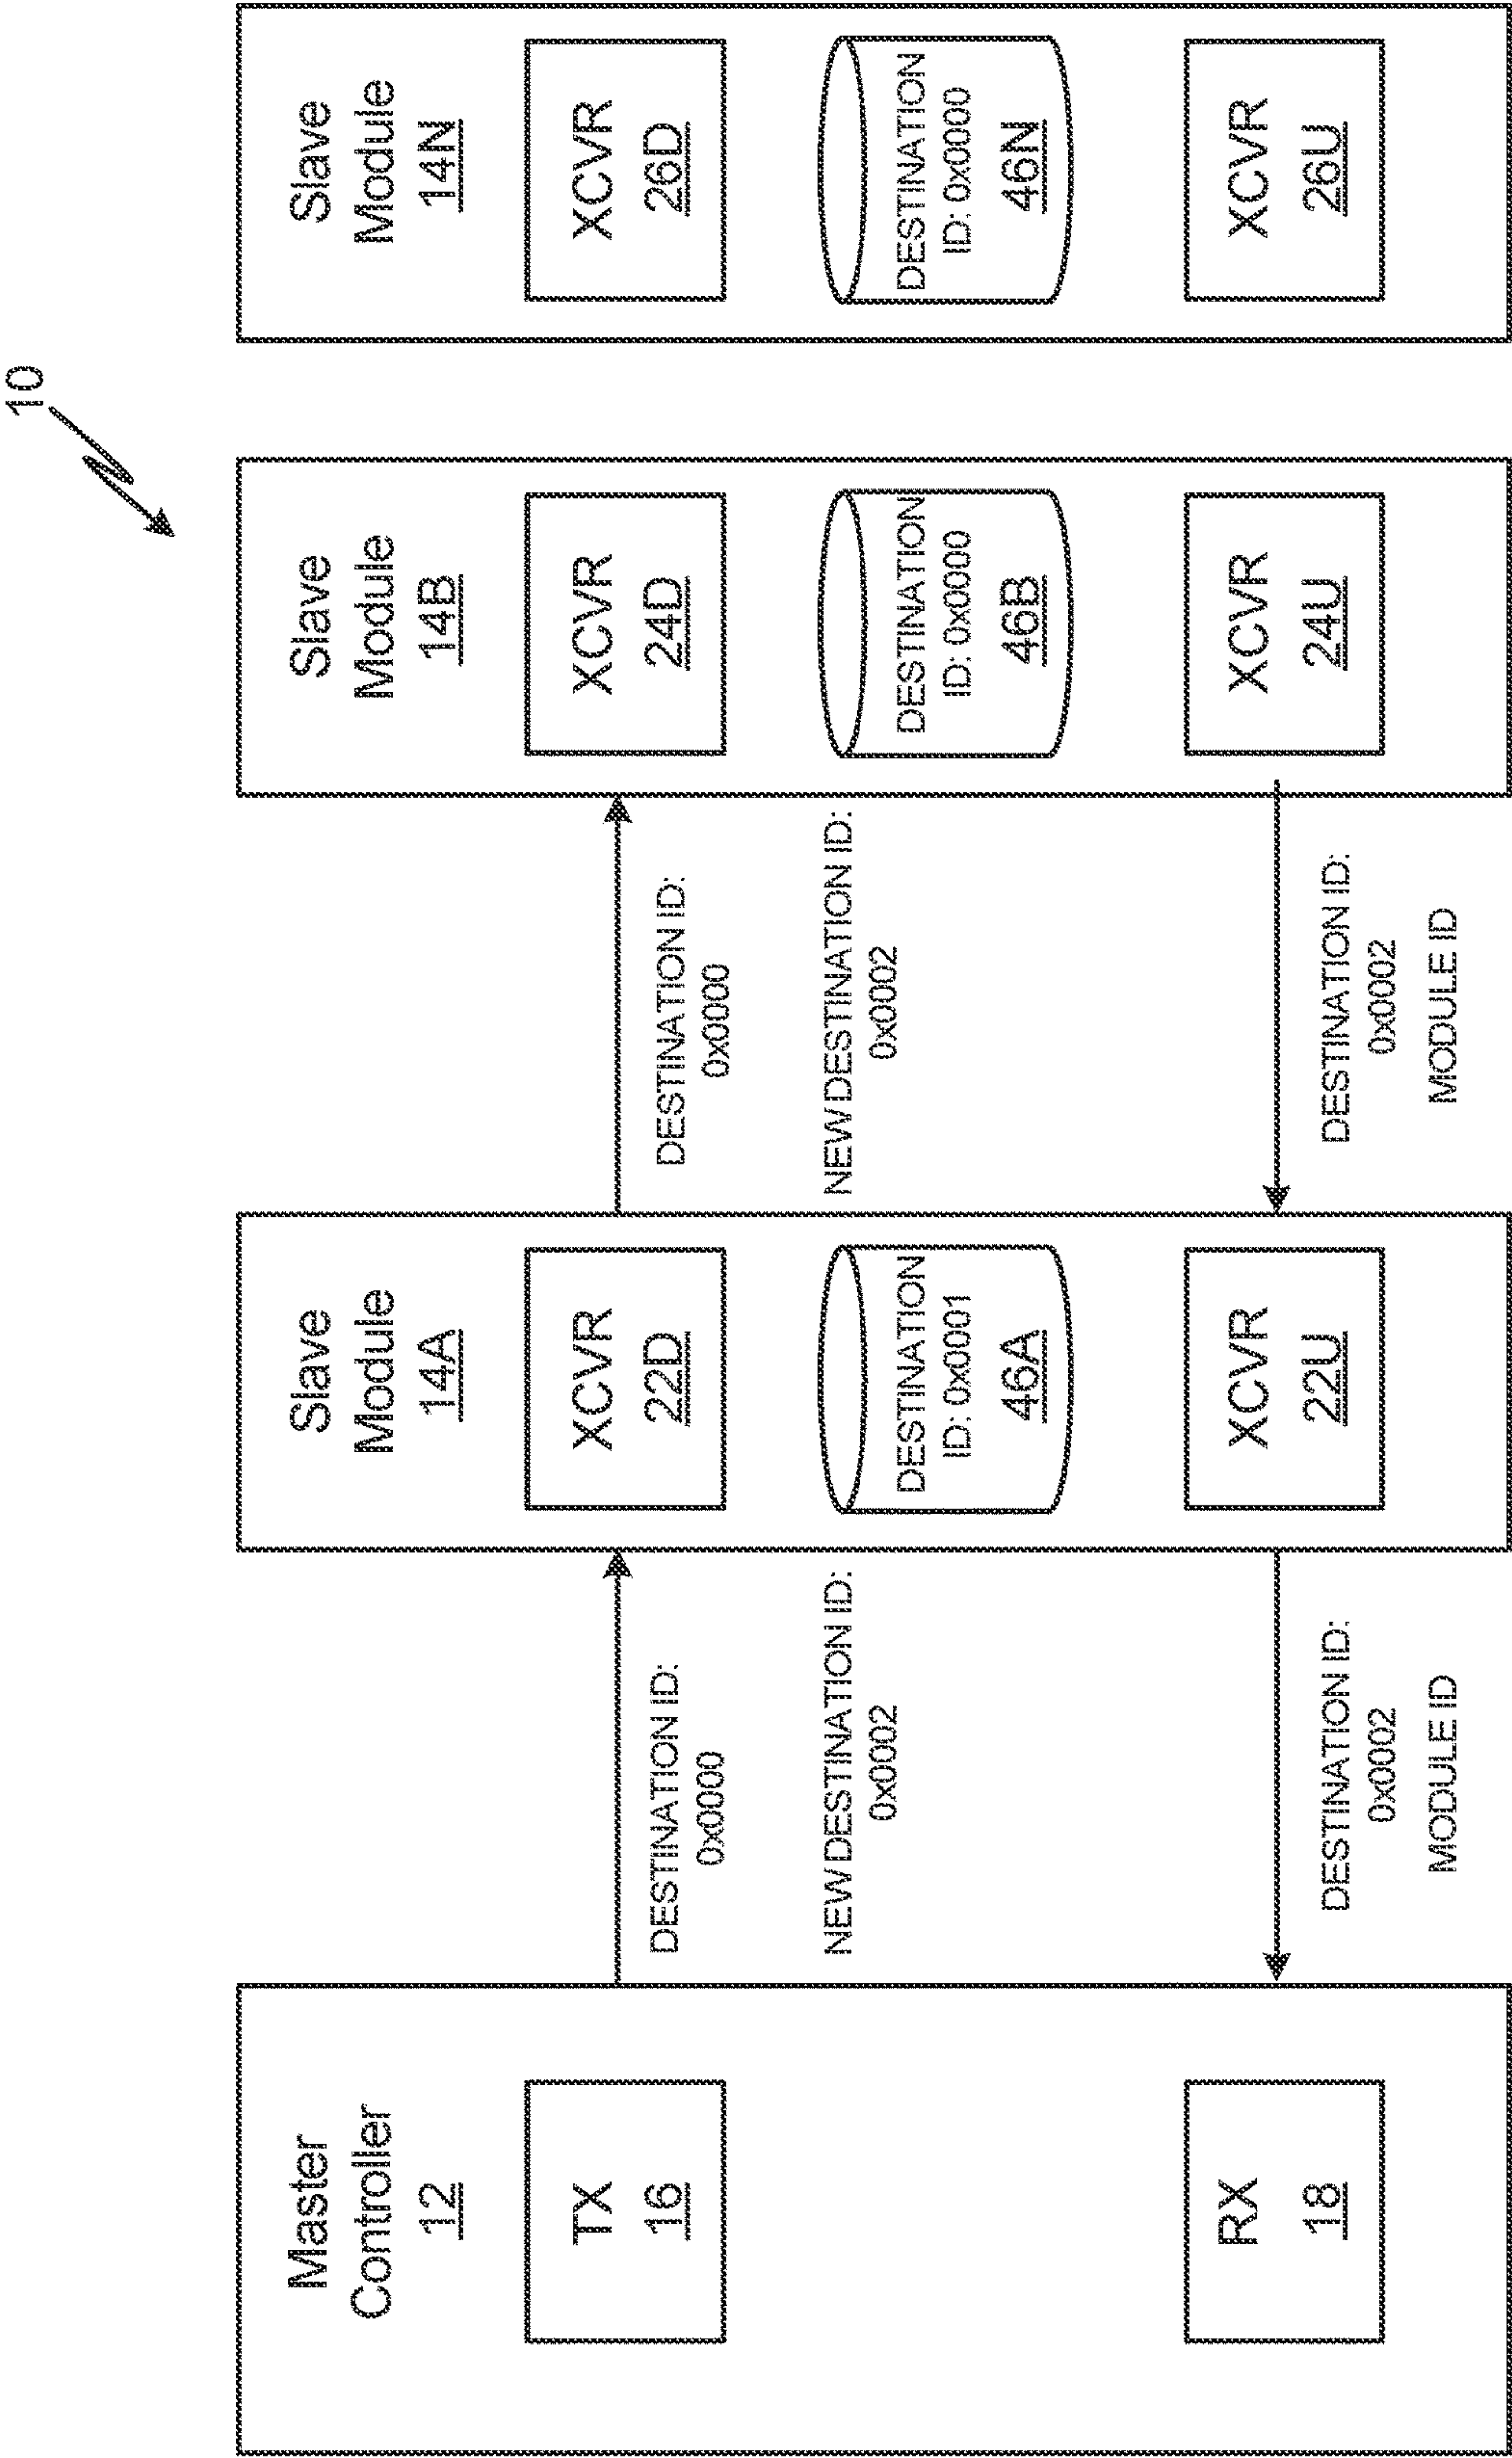 10
Master
Controller
12
TX
16
RX
18
DESTINATION ID:
0x0000
NEW DESTINATION ID:
0x0002
DESTINATION ID:
0x0002
MODULE ID
Slave
Module
14A
XCVR
22D
DESTINATION
ID: 0x0001
46A
XCVR
22U
DESTINATION ID:
0x0000
NEW DESTINATION ID:
0x0002
DESTINATION ID:
0x0002
MODULE ID
Slave
Module
14B
XCVR
24D
DESTINATION
ID: 0x0000
46B
XCVR
24U
Slave
Module
14N
XCVR
26D
DESTINATION
ID: 0x0000
46N
XCVR
26U